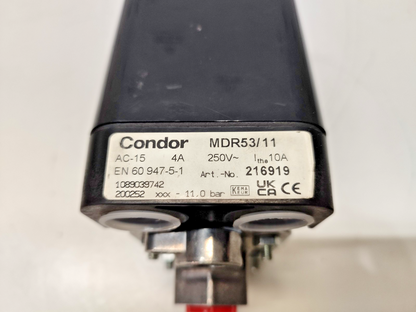 Condor MDR53/11
AC-15 4A 250V~ Ithe10A
EN 60 947-5-1 Art.-No. 216919
1089039742
200252 xxx - 11.0 bar UK CA CE